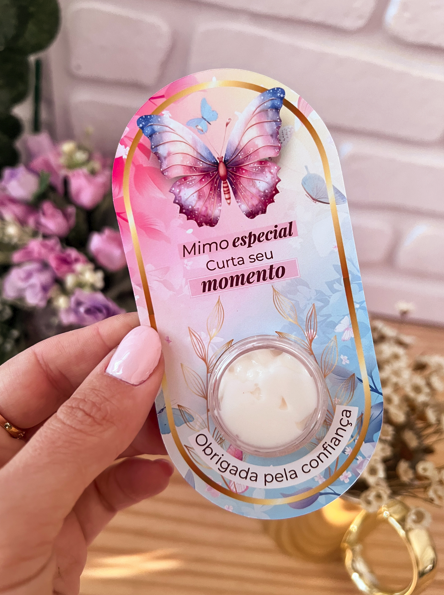 Mimo especial
Curta seu
momento
Obrigada pela confiança